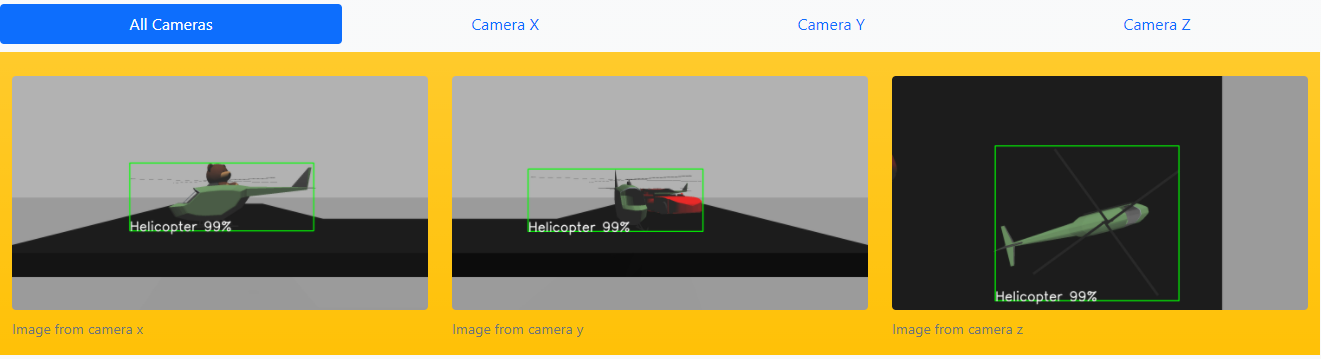 All Cameras
Camera X
Camera Y
Camera Z
Helicopter 99%
Helicopter 99%
Helicopter 99%
Image from camera x
Image from camera y
Image from camera z